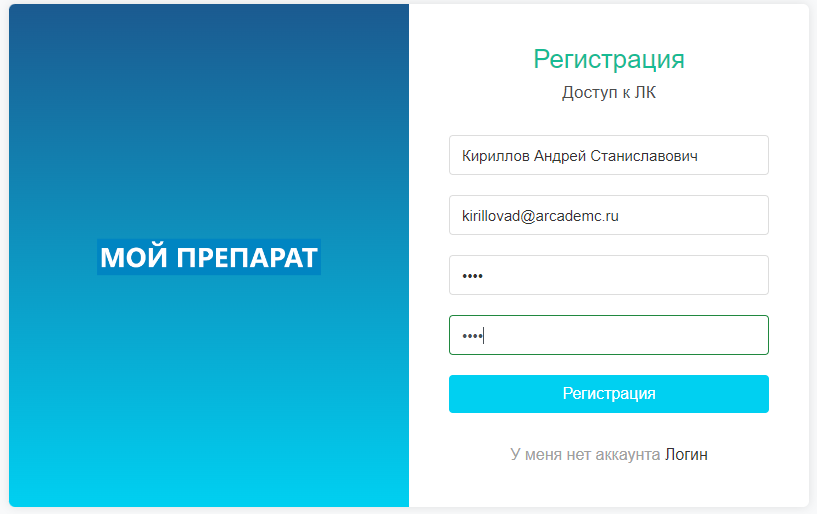 МОЙ ПРЕПАРАТ
Регистрация
Доступ к ЛК
Кириллов Андрей Станиславович
kirillovad@arcademc.ru
••••
••••
Регистрация
У меня нет аккаунта Логин